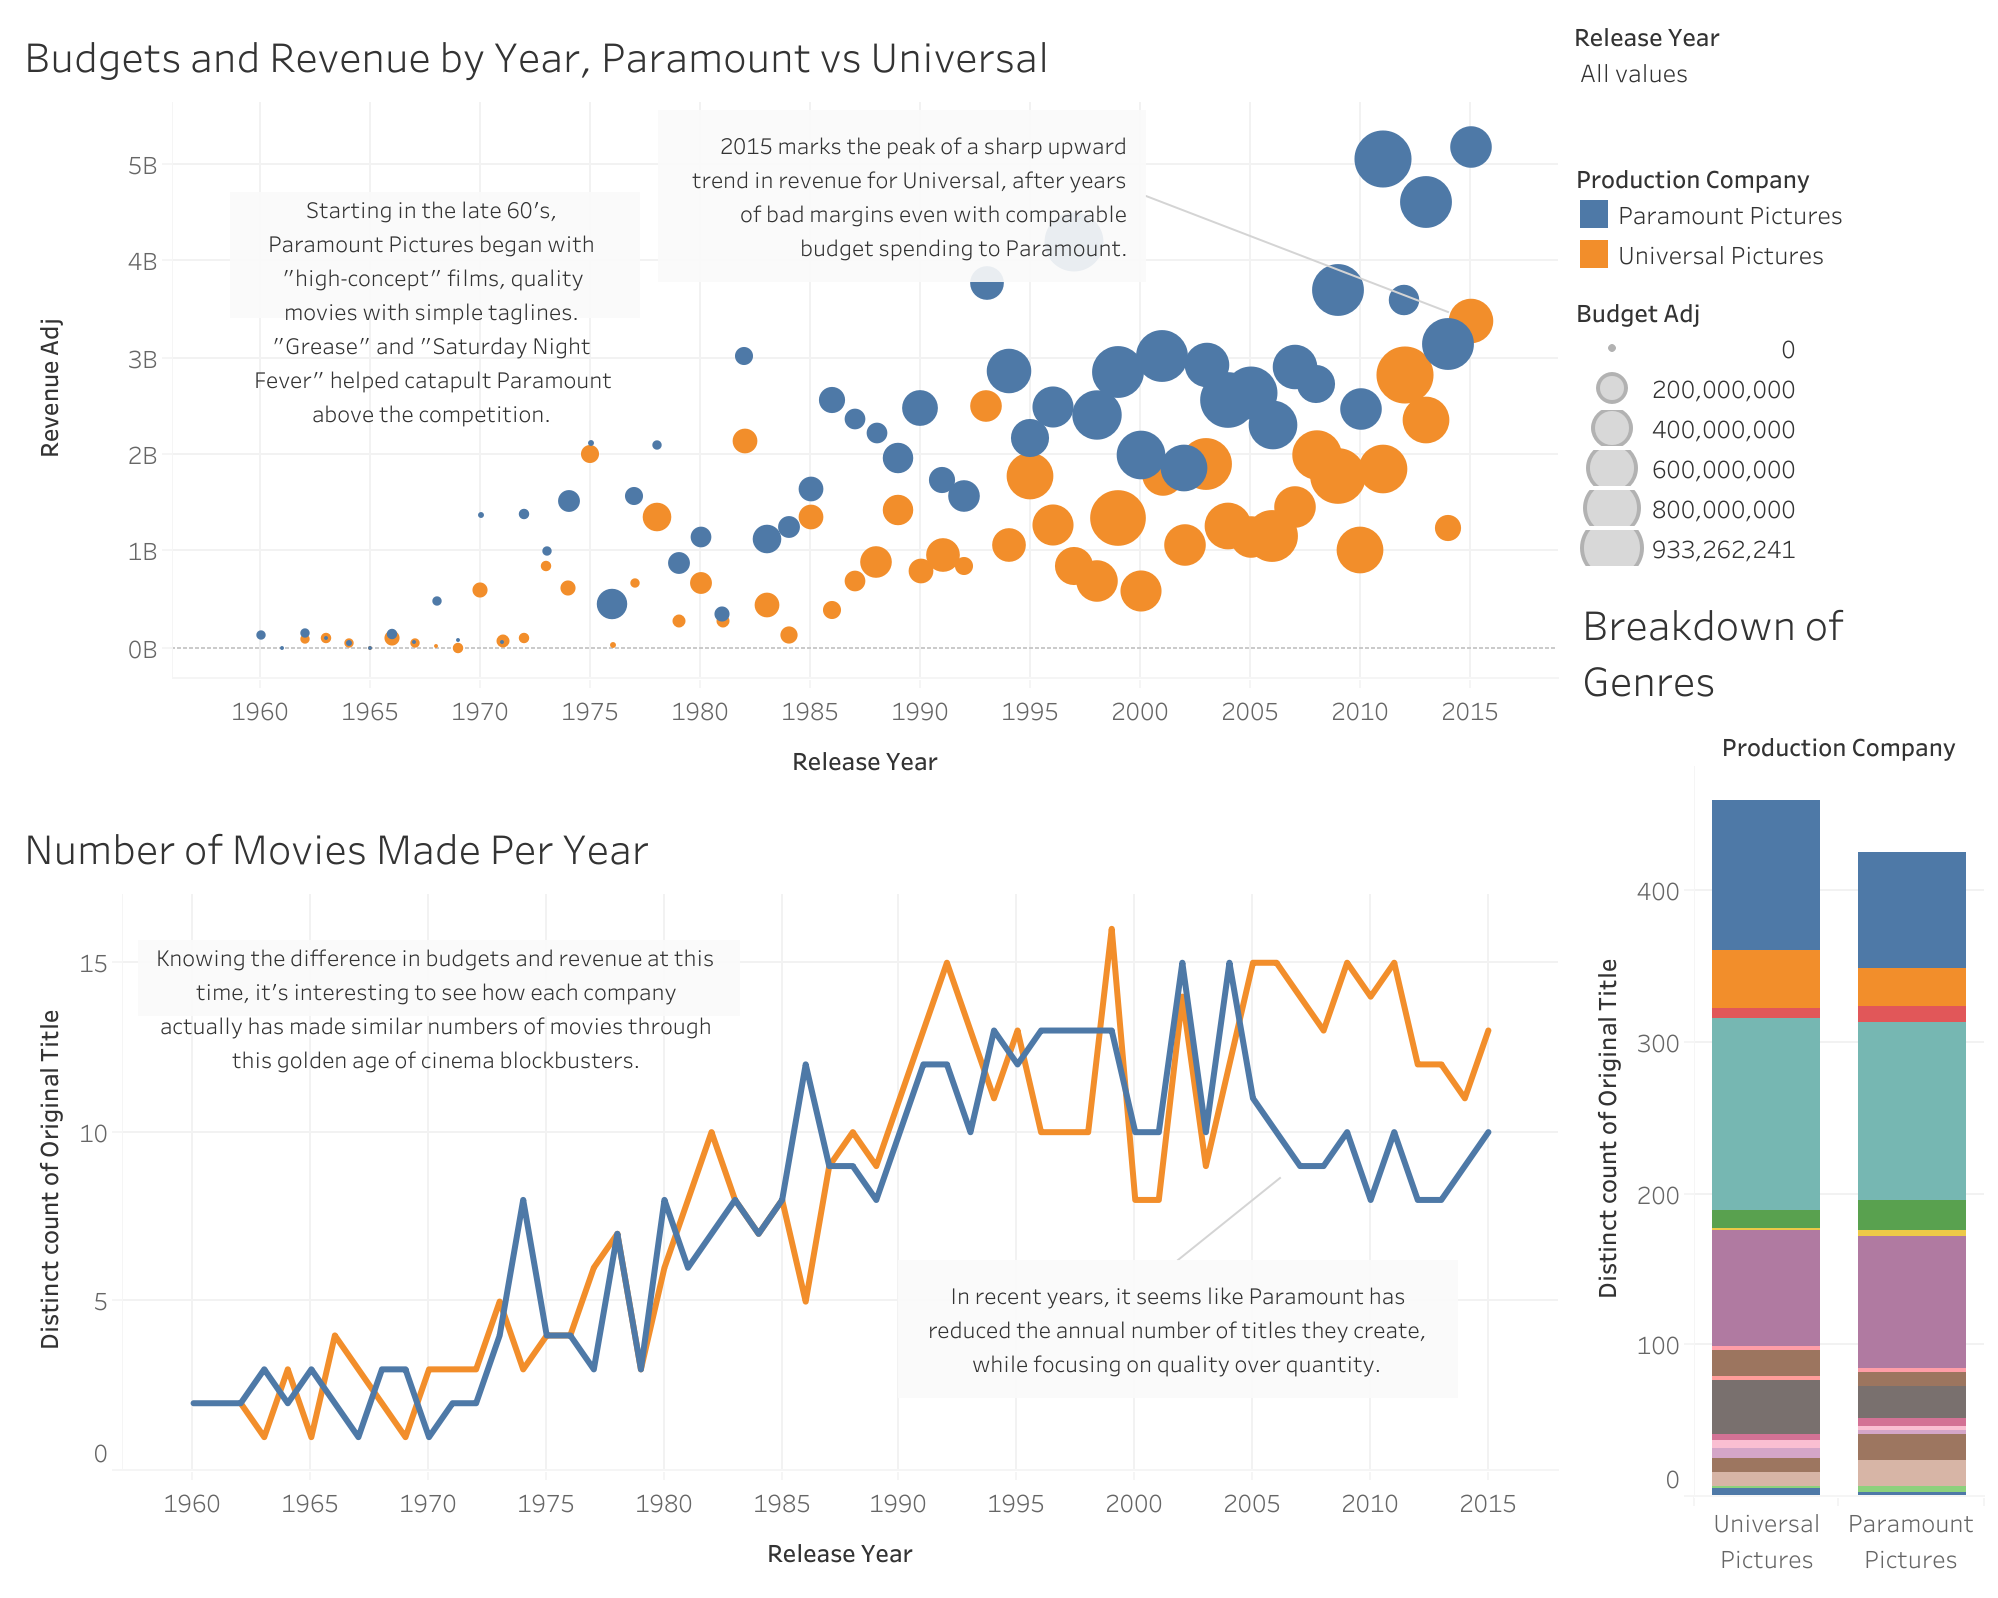 Budgets and Revenue by Year, Paramount vs Universal
Revenue Adj
5B
4B
3B
2B
1B
0B
Starting in the late 60's,
Paramount Pictures began with
"high-concept" films, quality
movies with simple taglines.
"Grease" and "Saturday Night
Fever" helped catapult Paramount
above the competition.
2015 marks the peak of a sharp upward
trend in revenue for Universal, after years
of bad margins even with comparable
budget spending to Paramount.
1960 1965 1970 1975 1980 1985 1990 1995 2000 2005 2010 2015
Release Year
Release Year
All values
Production Company
Paramount Pictures
Universal Pictures
Budget Adj
0
200,000,000
400,000,000
600,000,000
800,000,000
933,262,241
Number of Movies Made Per Year
Distinct count of Original Title
15
10
5
0
Knowing the difference in budgets and revenue at this
time, it's interesting to see how each company
actually has made similar numbers of movies through
this golden age of cinema blockbusters.
In recent years, it seems like Paramount has
reduced the annual number of titles they create,
while focusing on quality over quantity.
1960 1965 1970 1975 1980 1985 1990 1995 2000 2005 2010 2015
Release Year
Breakdown of
Genres
Production Company
Distinct count of Original Title
400
300
200
100
0
Universal
Pictures
Paramount
Pictures